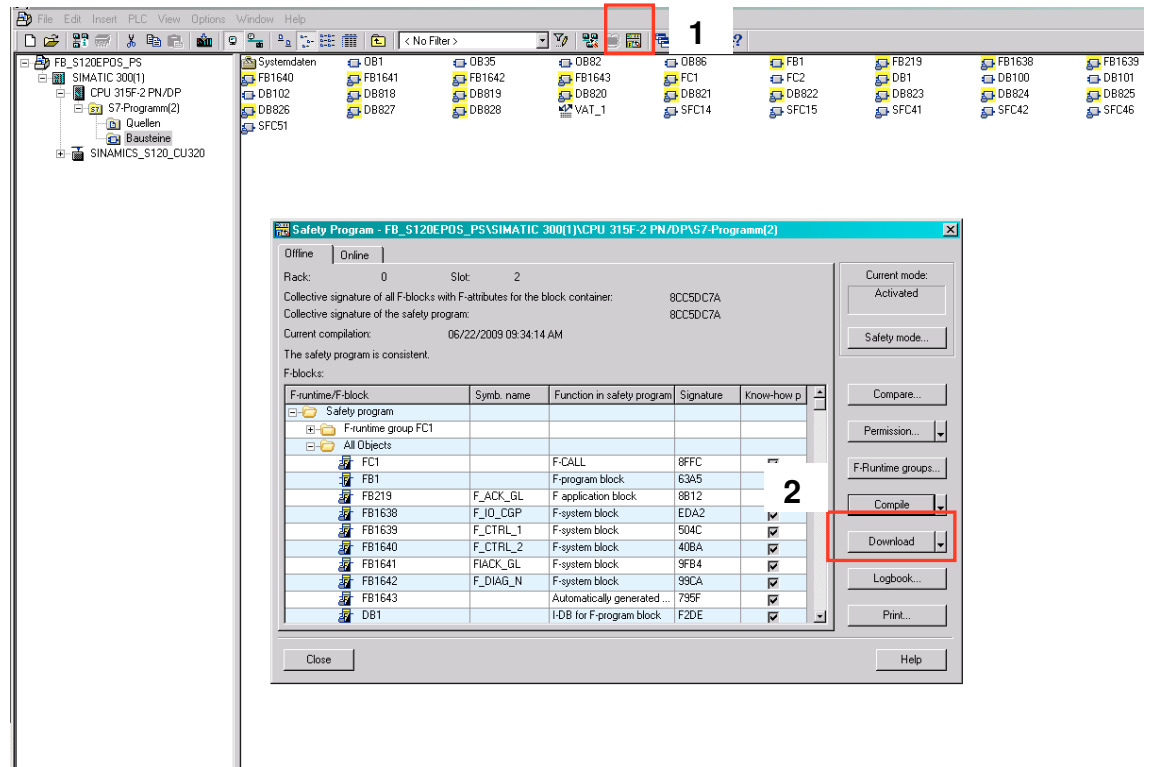 File Edit Insert PLC View Options Window Help
< No Filter > 1 ?
FB_S120EPOS_PS
SIMATIC 300(1)
CPU 315F-2 PN/DP
S7-Programm(2)
Quellen
Bausteine
SINAMICS_S120_CU320
Systemdaten OB1 OB35 OB82 OB86 FB1 FB219 FB1638 FB1639
FB1640 FB1641 FB1642 FB1643 FC1 FC2 DB1 DB100 DB101
DB102 DB818 DB819 DB820 DB821 DB822 DB823 DB824 DB825
DB826 DB827 DB828 VAT_1 SFC14 SFC15 SFC41 SFC42 SFC46
SFC51
Safety Program - FB_S120EPOS_PS\SIMATIC 300(1)\CPU 315F-2 PN/DP\S7-Programm(2)
Offline Online
Rack: 0 Slot: 2
Collective signature of all F-blocks with F-attributes for the block container: 8CC5DC7A
Collective signature of the safety program: 8CC5DC7A
Current compilation: 06/22/2009 09:34:14 AM
The safety program is consistent.
F-blocks:
F-runtime/F-block Symb. name Function in safety program Signature Know-how p
Safety program
F-runtime group FC1
All Objects
FC1 F-CALL 8FFC
FB1 F-program block 63A5
FB219 F_ACK_GL F application block 8B12
FB1638 F_IO_CGP F-system block EDA2
FB1639 F_CTRL_1 F-system block 504C
FB1640 F_CTRL_2 F-system block 40BA
FB1641 FIACK_GL F-system block 9FB4
FB1642 F_DIAG_N F-system block 99CA
FB1643 Automatically generated ... 795F
DB1 I-DB for F-program block F2DE
2
Current mode:
Activated
Safety mode...
Compare...
Permission...
F-Runtime groups...
Compile
Download
Logbook...
Print...
Close Help